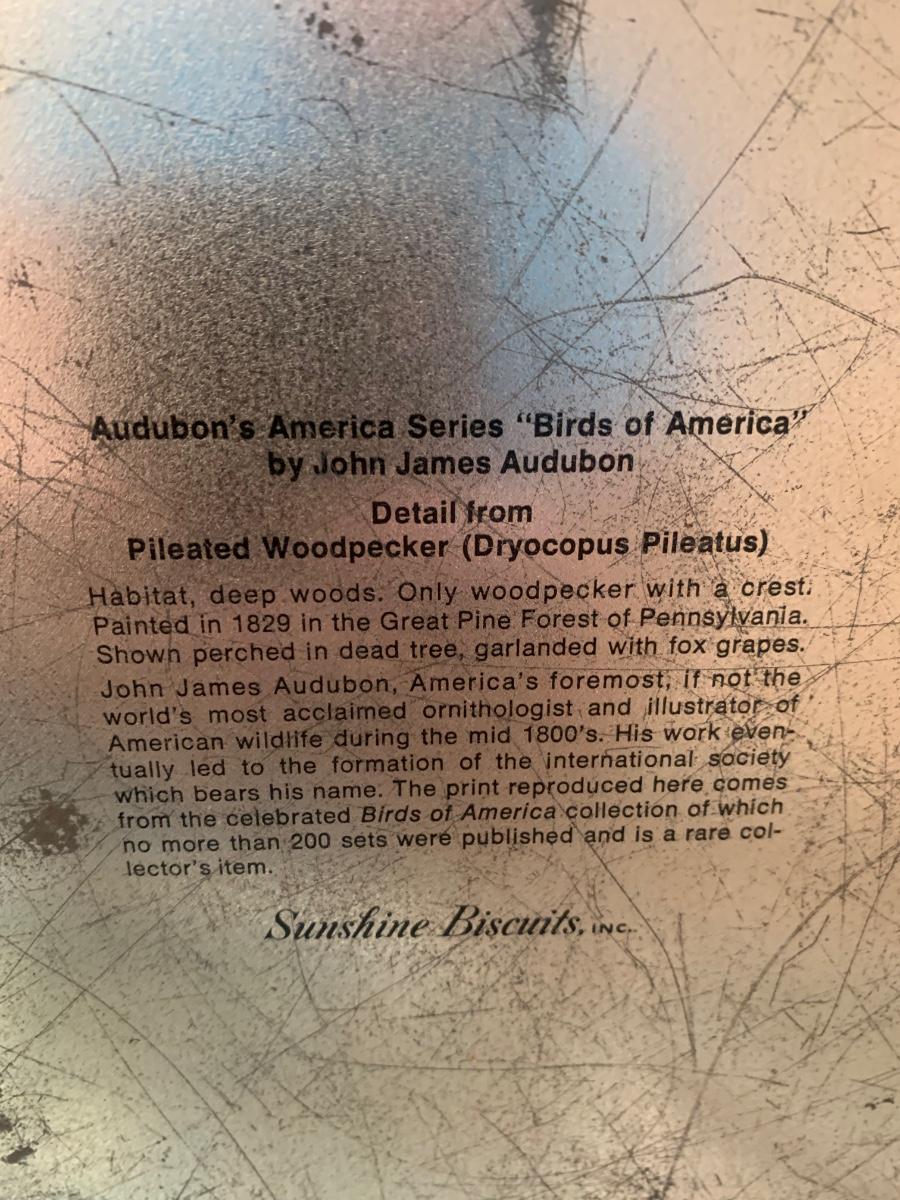 Audubon's America Series “Birds of America”
by John James Audubon
Detail from
Pileated Woodpecker (Dryocopus Pileatus)
Habitat, deep woods. Only woodpecker with a crest.
Painted in 1829 in the Great Pine Forest of Pennsylvania.
Shown perched in dead tree, garlanded with fox grapes.
John James Audubon, America's foremost, if not the
world's most acclaimed ornithologist and illustrator of
American wildlife during the mid 1800's. His work even-
tually led to the formation of the international society
which bears his name. The print reproduced here comes
from the celebrated Birds of America collection of which
no more than 200 sets were published and is a rare col-
lector's item.
Sunshine Biscuits, INC.